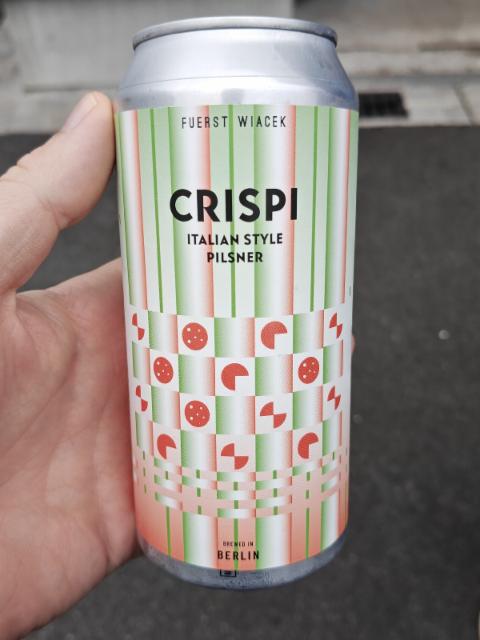 FUERST WIACEK
CRISPI
ITALIAN STYLE
PILSNER
BREWED IN
BERLIN